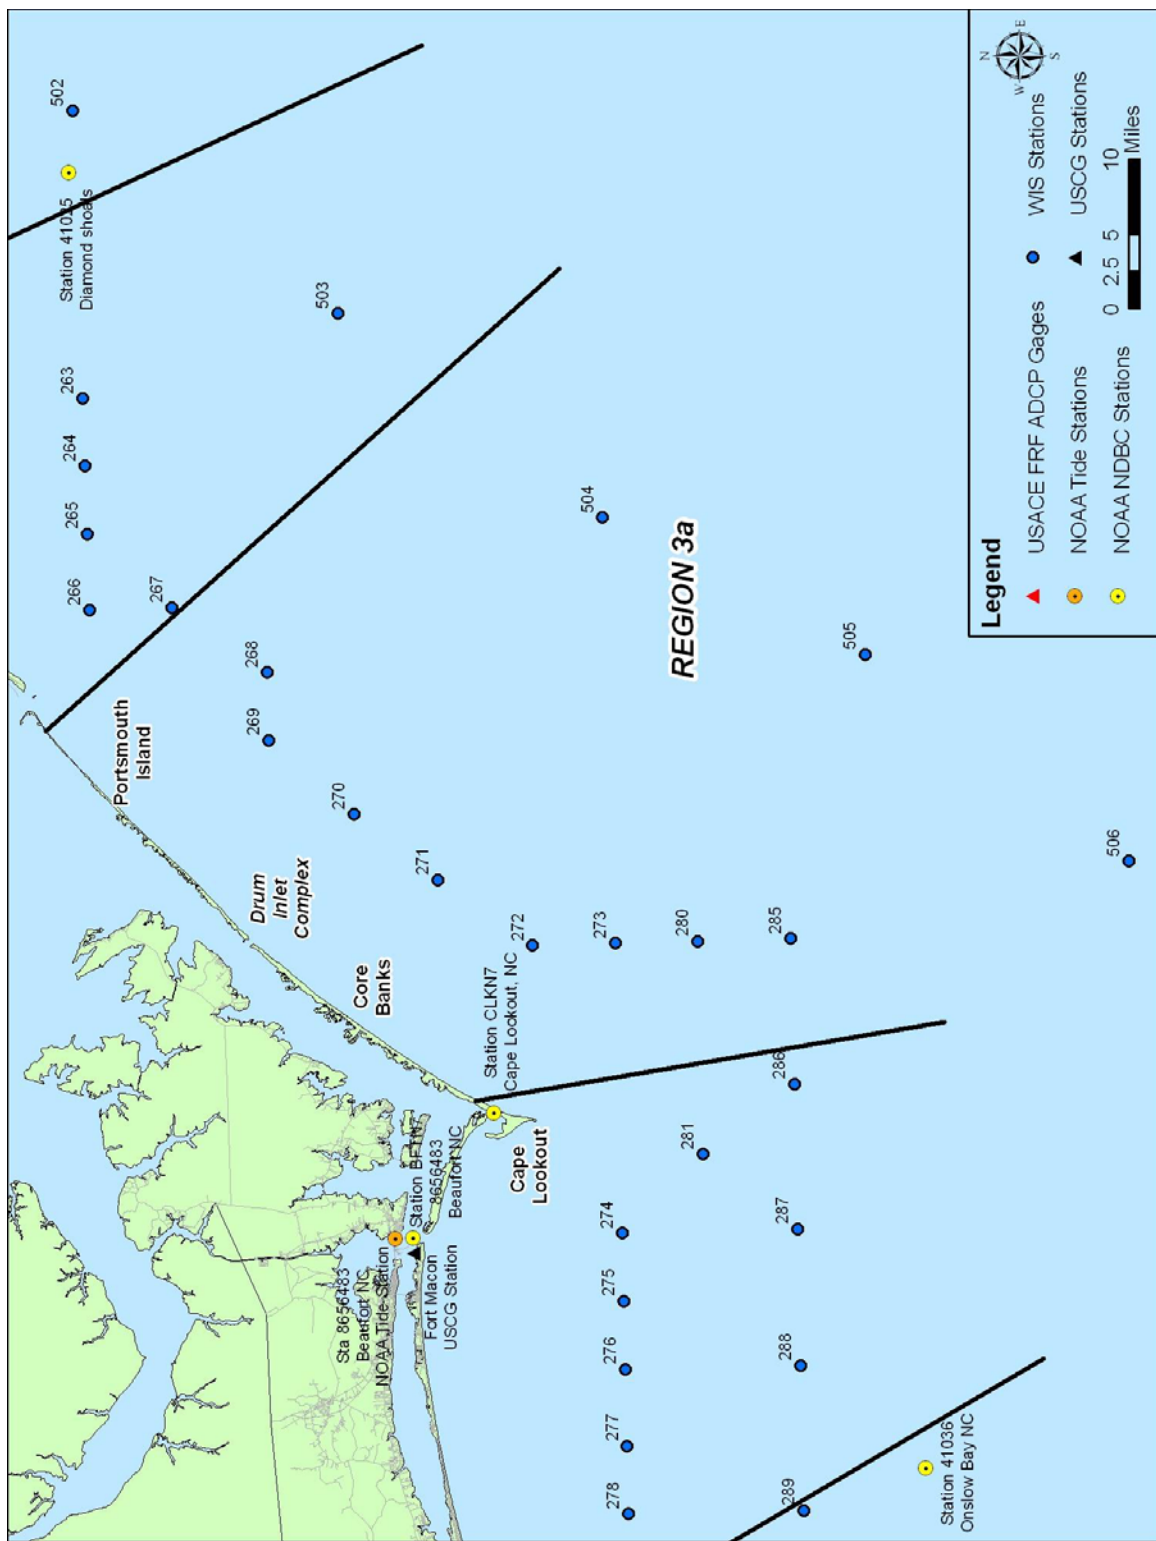 502
Station 41025
Diamond shoals
503
263
264
265
266
267
268
269
270
271
272
273
280
285
504
505
506
REGION 3a
Portsmouth
Island
Drum
Inlet
Complex
Core
Banks
Station CLKN7
Cape Lookout, NC
Cape
Lookout
Station BFTN7
8656483
Beaufort NC
Sta 8656483
Beaufort NC
NOAA Tide Station
Fort Macon
USCG Station
286
281
274
287
275
276
288
277
278
289
Station 41036
Onslow Bay NC
Legend
USACE FRF ADCP Gages
NOAA Tide Stations
NOAA NDBC Stations
WIS Stations
USCG Stations
0 2.5 5 10
Miles
N
E
S
W